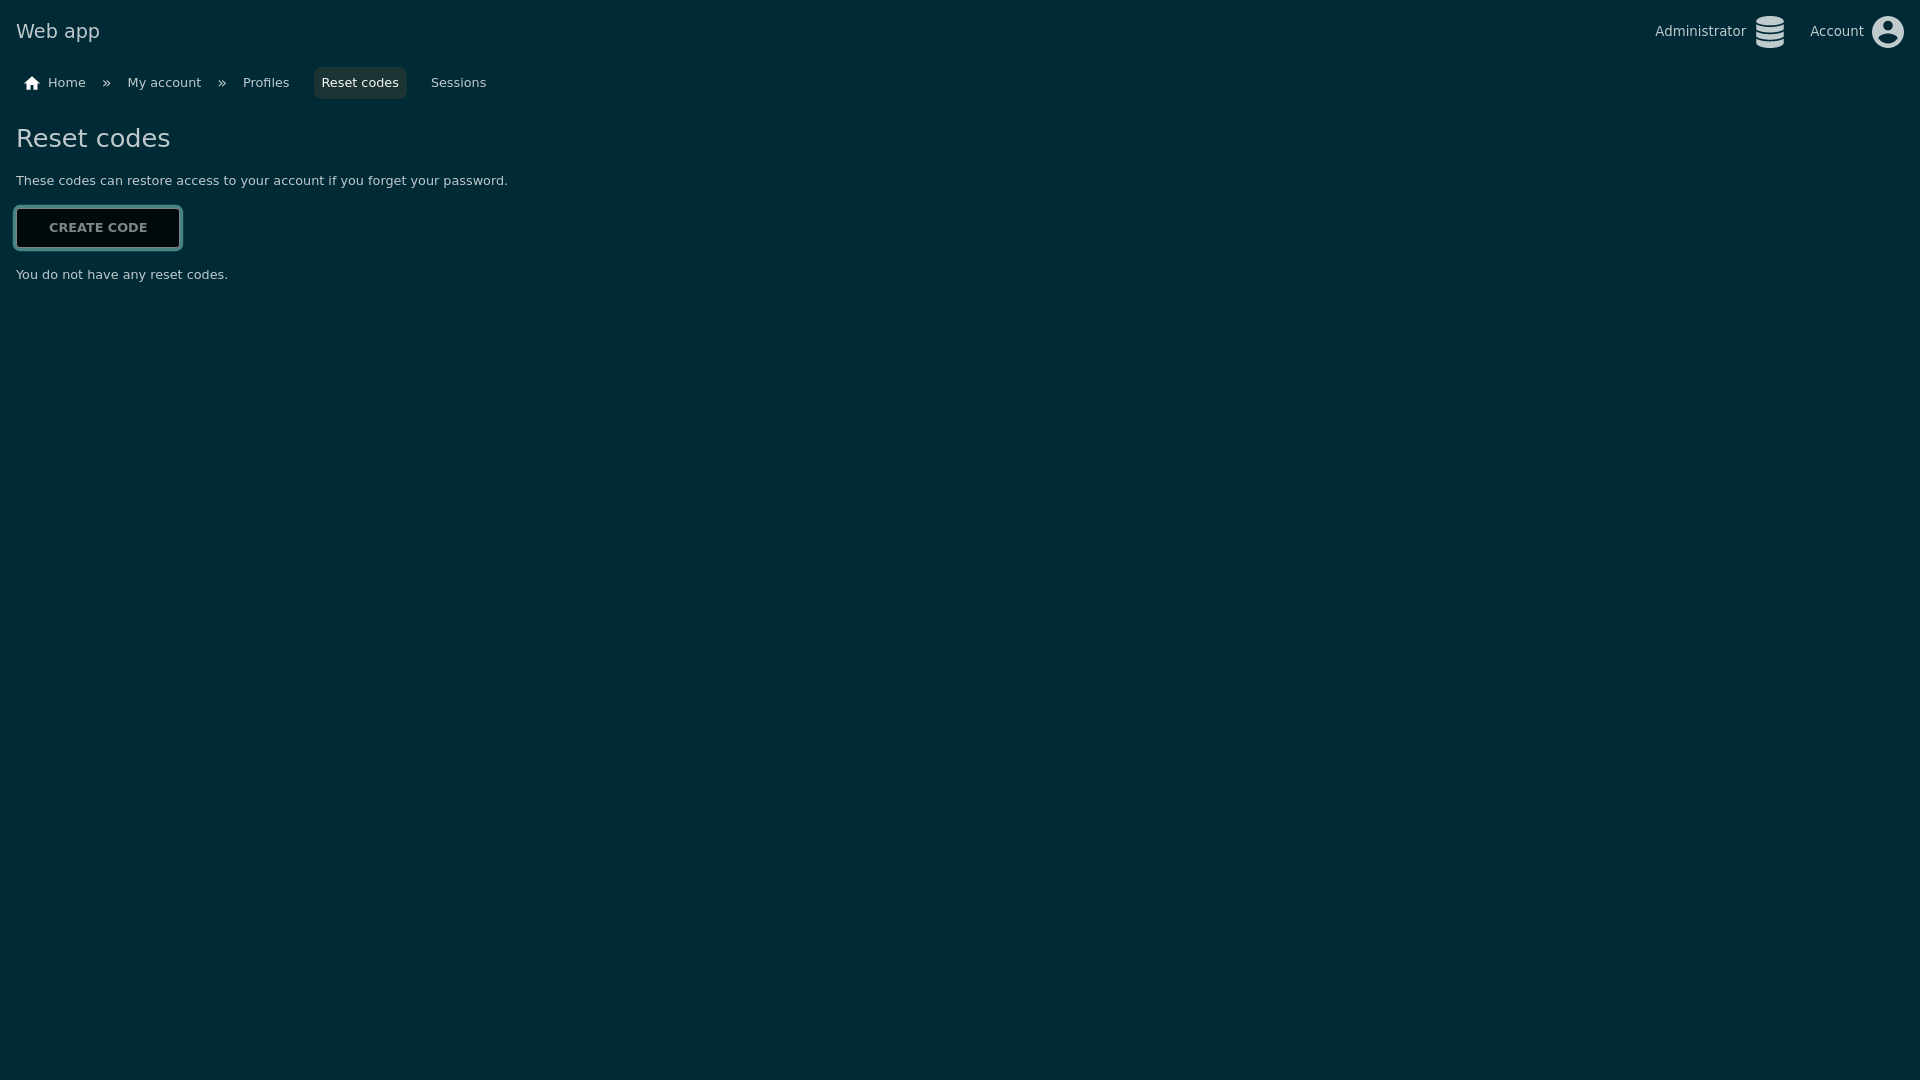 Web app
Administrator
Account
Home » My account » Profiles Reset codes Sessions
Reset codes
These codes can restore access to your account if you forget your password.
CREATE CODE
You do not have any reset codes.